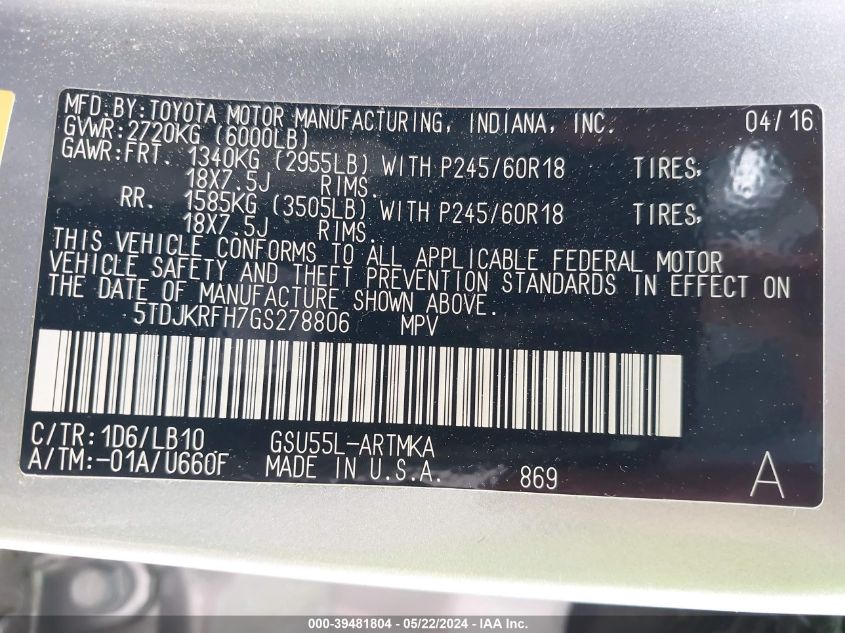 MFD.BY:TOYOTA MOTOR MANUFACTURING, INDIANA, INC. 04/16
GVWR:2720KG (6000LB)
GAWR:FRT. 1340KG (2955LB) WITH P245/60R18 TIRES,
18X7.5J RIMS.
RR. 1585KG (3505LB) WITH P245/60R18 TIRES,
18X7.5J RIMS.
THIS VEHICLE CONFORMS TO ALL APPLICABLE FEDERAL MOTOR
VEHICLE SAFETY AND THEFT PREVENTION STANDARDS IN EFFECT ON
THE DATE OF MANUFACTURE SHOWN ABOVE.
5TDJKRFH7GS278806 MPV
C/TR:1D6/LB10 GSU55L-ARTMKA
A/TM:-01A/U660F MADE IN U.S.A. 869 A
000-39481804 - 05/22/2024 - IAA Inc.